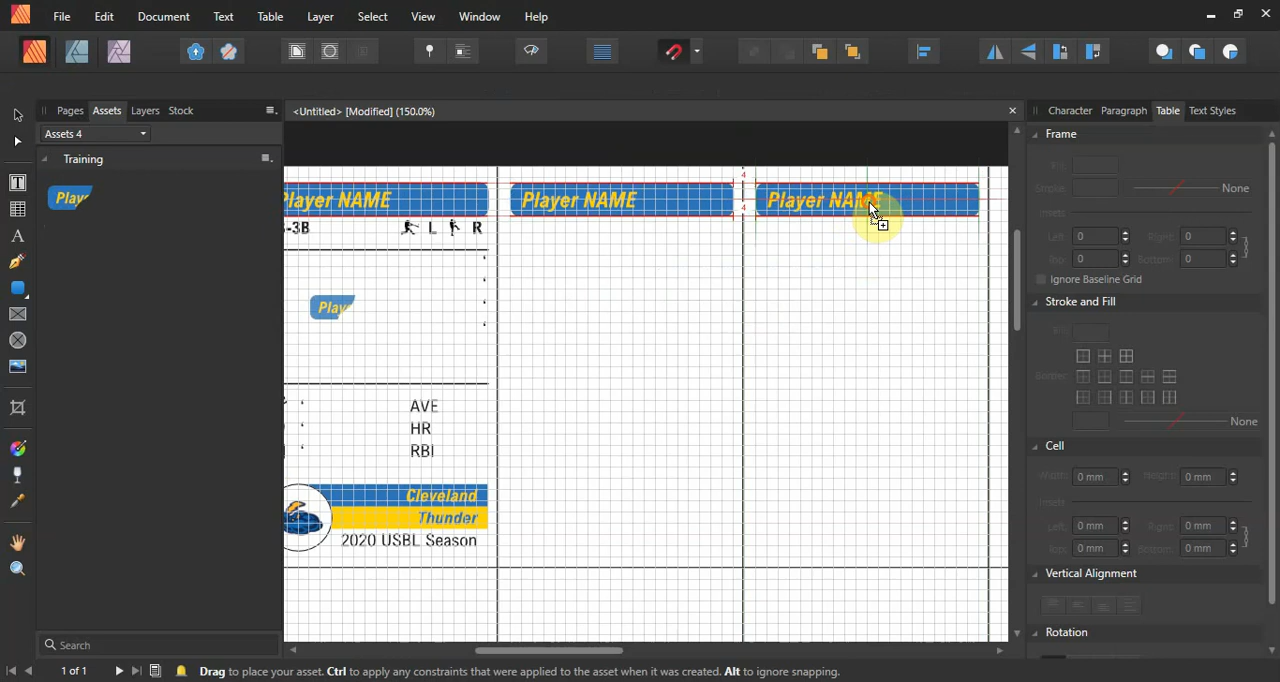 File Edit Document Text Table Layer Select View Window Help
Pages Assets Layers Stock
<Untitled> [Modified] (150.0%)
Character Paragraph Table Text Styles
Assets 4
Training
Play
Player NAME
Player NAME
Player NAME
-3B
L R
Play
AVE
HR
RBI
Cleveland
Thunder
2020 USBL Season
4
4
Frame
None
Left: 0 Right: 0
Top: 0 Bottom: 0
Ignore Baseline Grid
Stroke and Fill
None
Cell
Width: 0 mm Height: 0 mm
Insets
Left: 0 mm Right: 0 mm
Top: 0 mm Bottom: 0 mm
Vertical Alignment
Rotation
Search
1 of 1
Drag to place your asset. Ctrl to apply any constraints that were applied to the asset when it was created. Alt to ignore snapping.